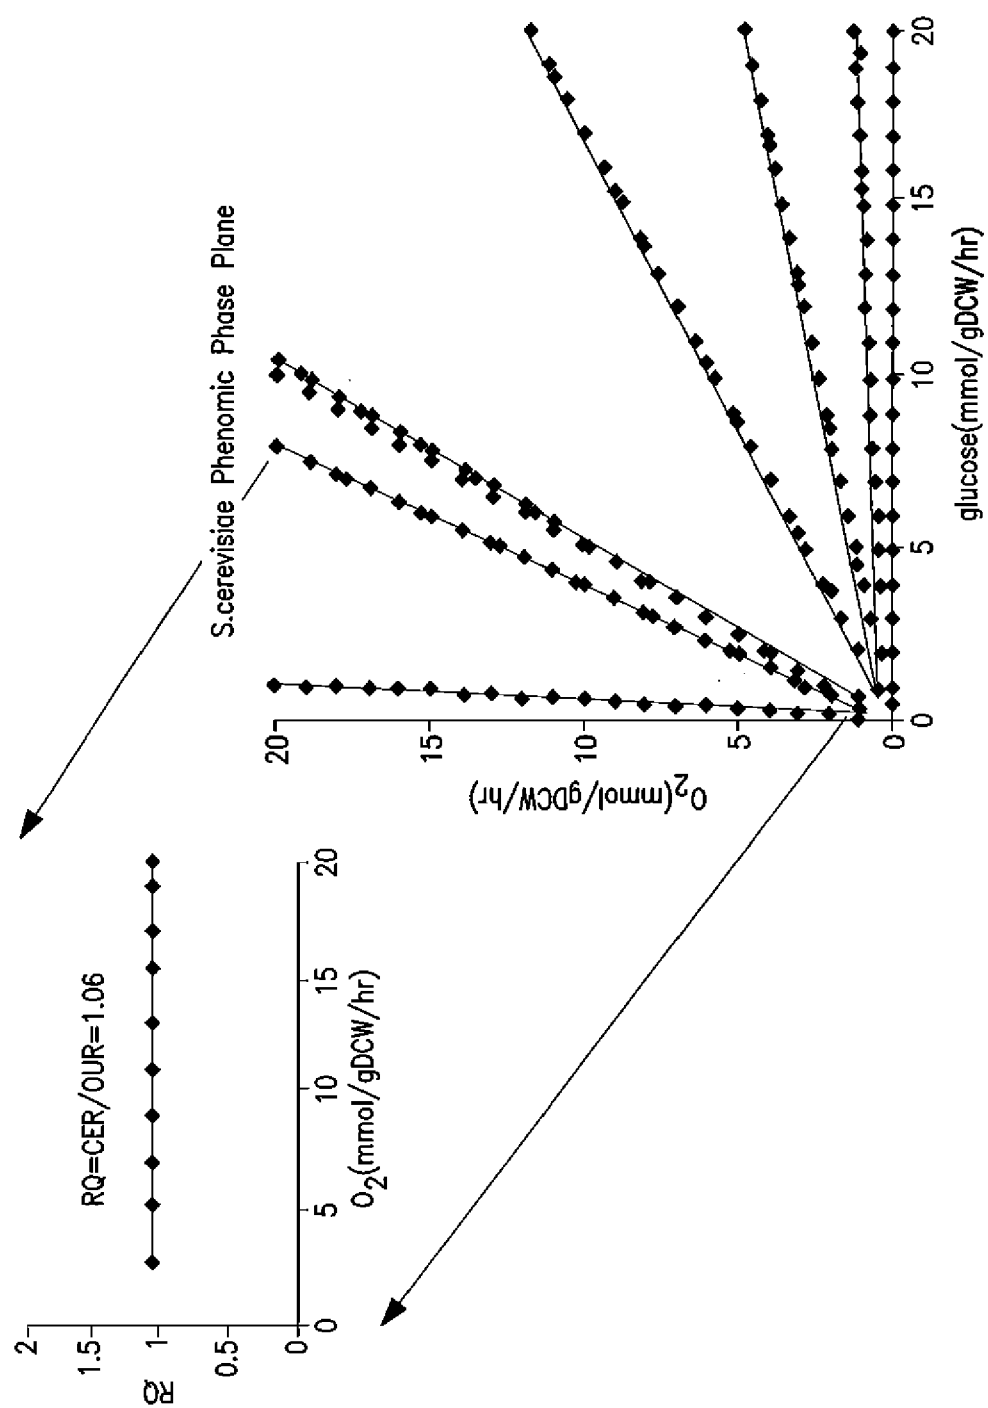 RQ
2
1.5
1
0.5
0
RQ=CER/OUR=1.06
0 5 10 15 20
O2(mmol/gDCW/hr)
S.cerevisiae Phenomic Phase Plane
O2(mmol/gDCW/hr)
20
15
10
5
0
0 5 10 15 20
glucose(mmol/gDCW/hr)